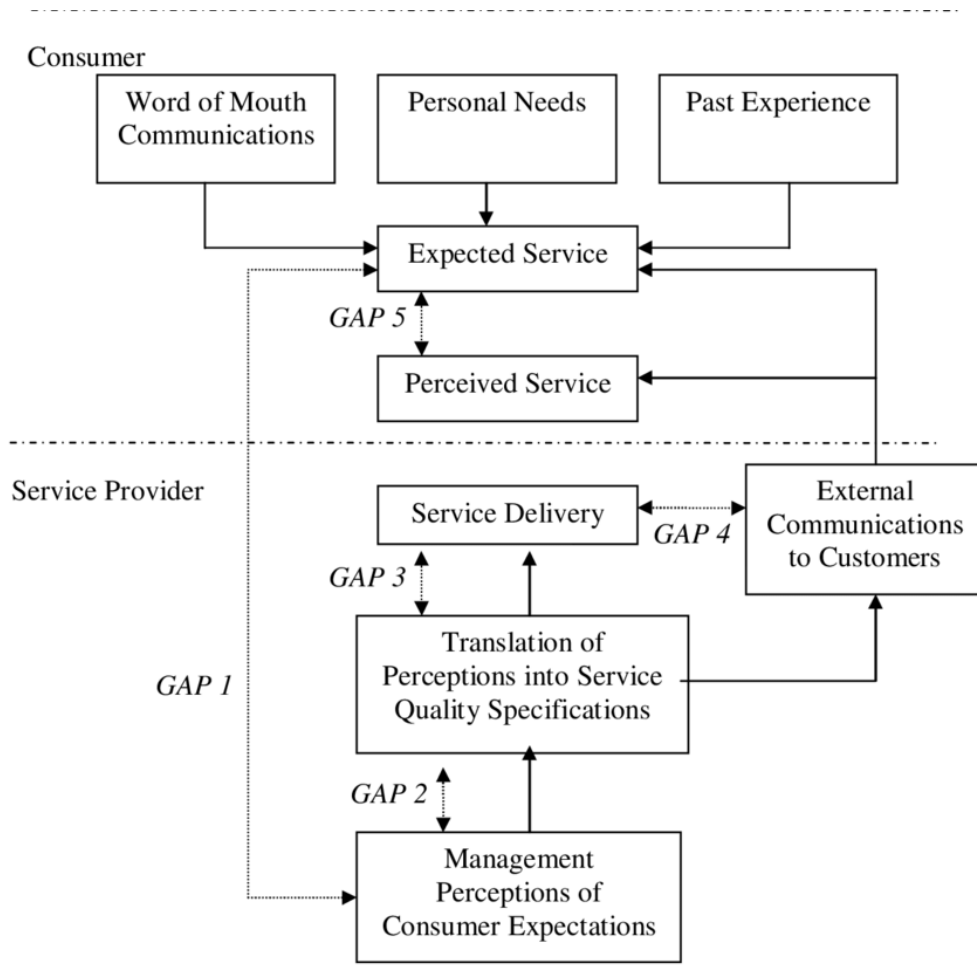 Consumer
Word of Mouth
Communications
Personal Needs
Past Experience
Expected Service
GAP 5
Perceived Service
Service Provider
Service Delivery
GAP 4
External
Communications
to Customers
GAP 3
Translation of
Perceptions into Service
Quality Specifications
GAP 1
GAP 2
Management
Perceptions of
Consumer Expectations